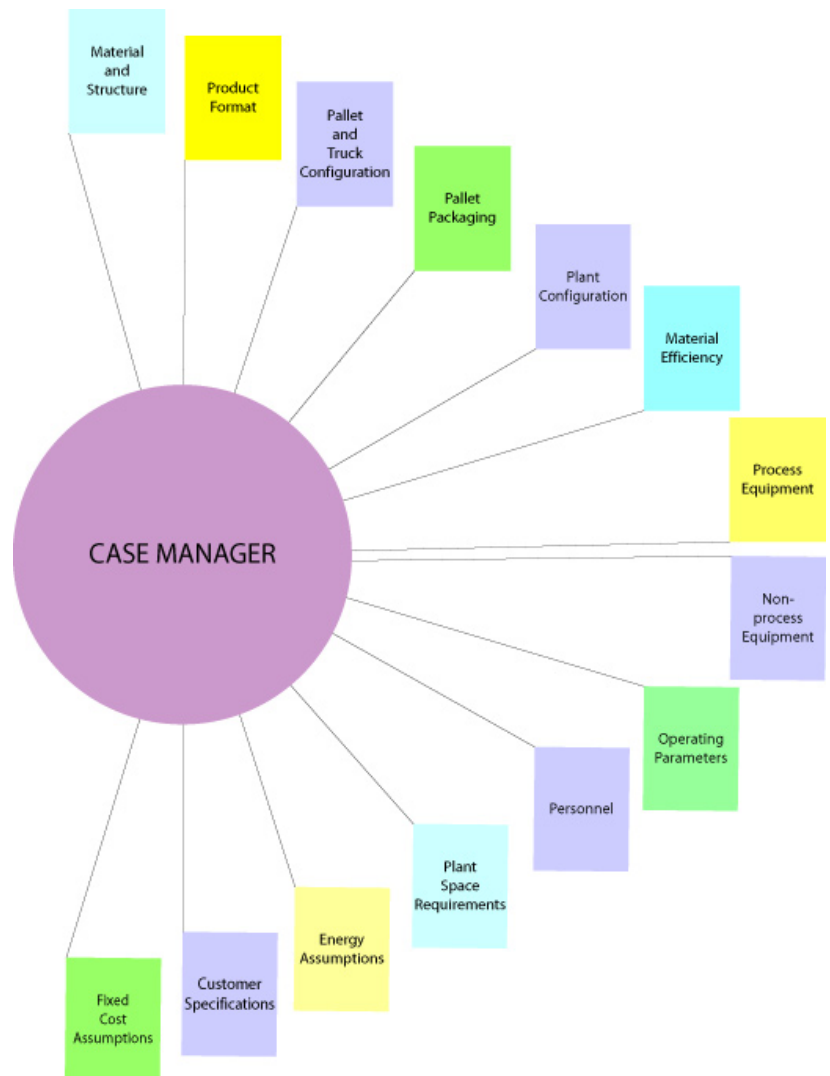 Material
and
Structure
Product
Format
Pallet
and
Truck
Configuration
Pallet
Packaging
Plant
Configuration
Material
Efficiency
Process
Equipment
CASE MANAGER
Non-
process
Equipment
Operating
Parameters
Personnel
Plant
Space
Requirements
Energy
Assumptions
Customer
Specifications
Fixed
Cost
Assumptions